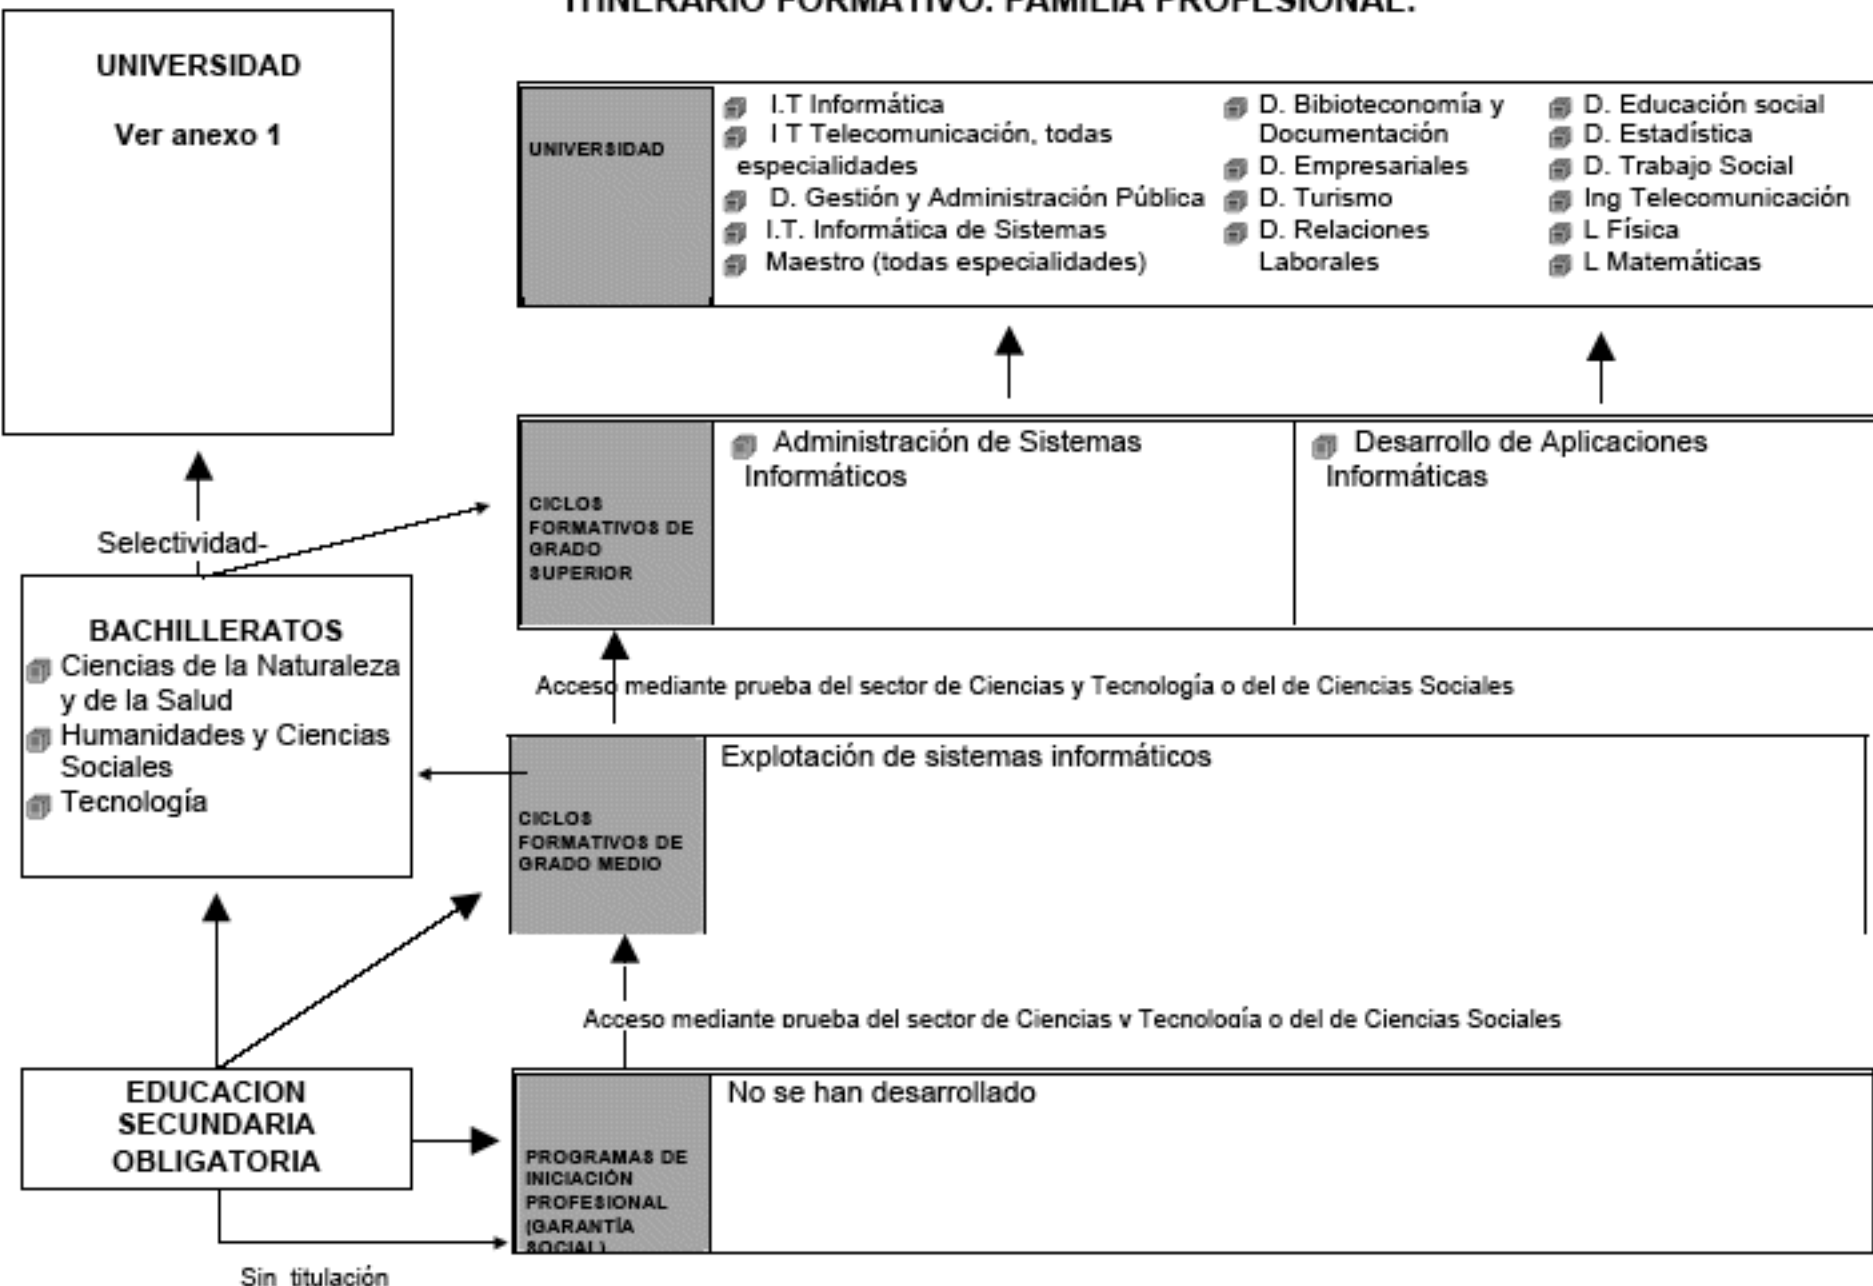 ITINERARIO FORMATIVO. FAMILIA PROFESIONAL.
UNIVERSIDAD
Ver anexo 1
UNIVERSIDAD
I.T Informática
I T Telecomunicación, todas
especialidades
D. Gestión y Administración Pública
I.T. Informática de Sistemas
Maestro (todas especialidades)
D. Bibioteconomía y
Documentación
D. Empresariales
D. Turismo
D. Relaciones
Laborales
D. Educación social
D. Estadística
D. Trabajo Social
Ing Telecomunicación
L Física
L Matemáticas
CICLOS
FORMATIVOS DE
GRADO
SUPERIOR
Administración de Sistemas
Informáticos
Desarrollo de Aplicaciones
Informáticas
Selectividad-
BACHILLERATOS
Ciencias de la Naturaleza
y de la Salud
Humanidades y Ciencias
Sociales
Tecnología
Acceso mediante prueba del sector de Ciencias y Tecnología o del de Ciencias Sociales
CICLOS
FORMATIVOS DE
GRADO MEDIO
Explotación de sistemas informáticos
Acceso mediante prueba del sector de Ciencias y Tecnología o del de Ciencias Sociales
EDUCACION
SECUNDARIA
OBLIGATORIA
PROGRAMAS DE
INICIACIÓN
PROFESIONAL
(GARANTÍA
SOCIAL)
No se han desarrollado
Sin titulación